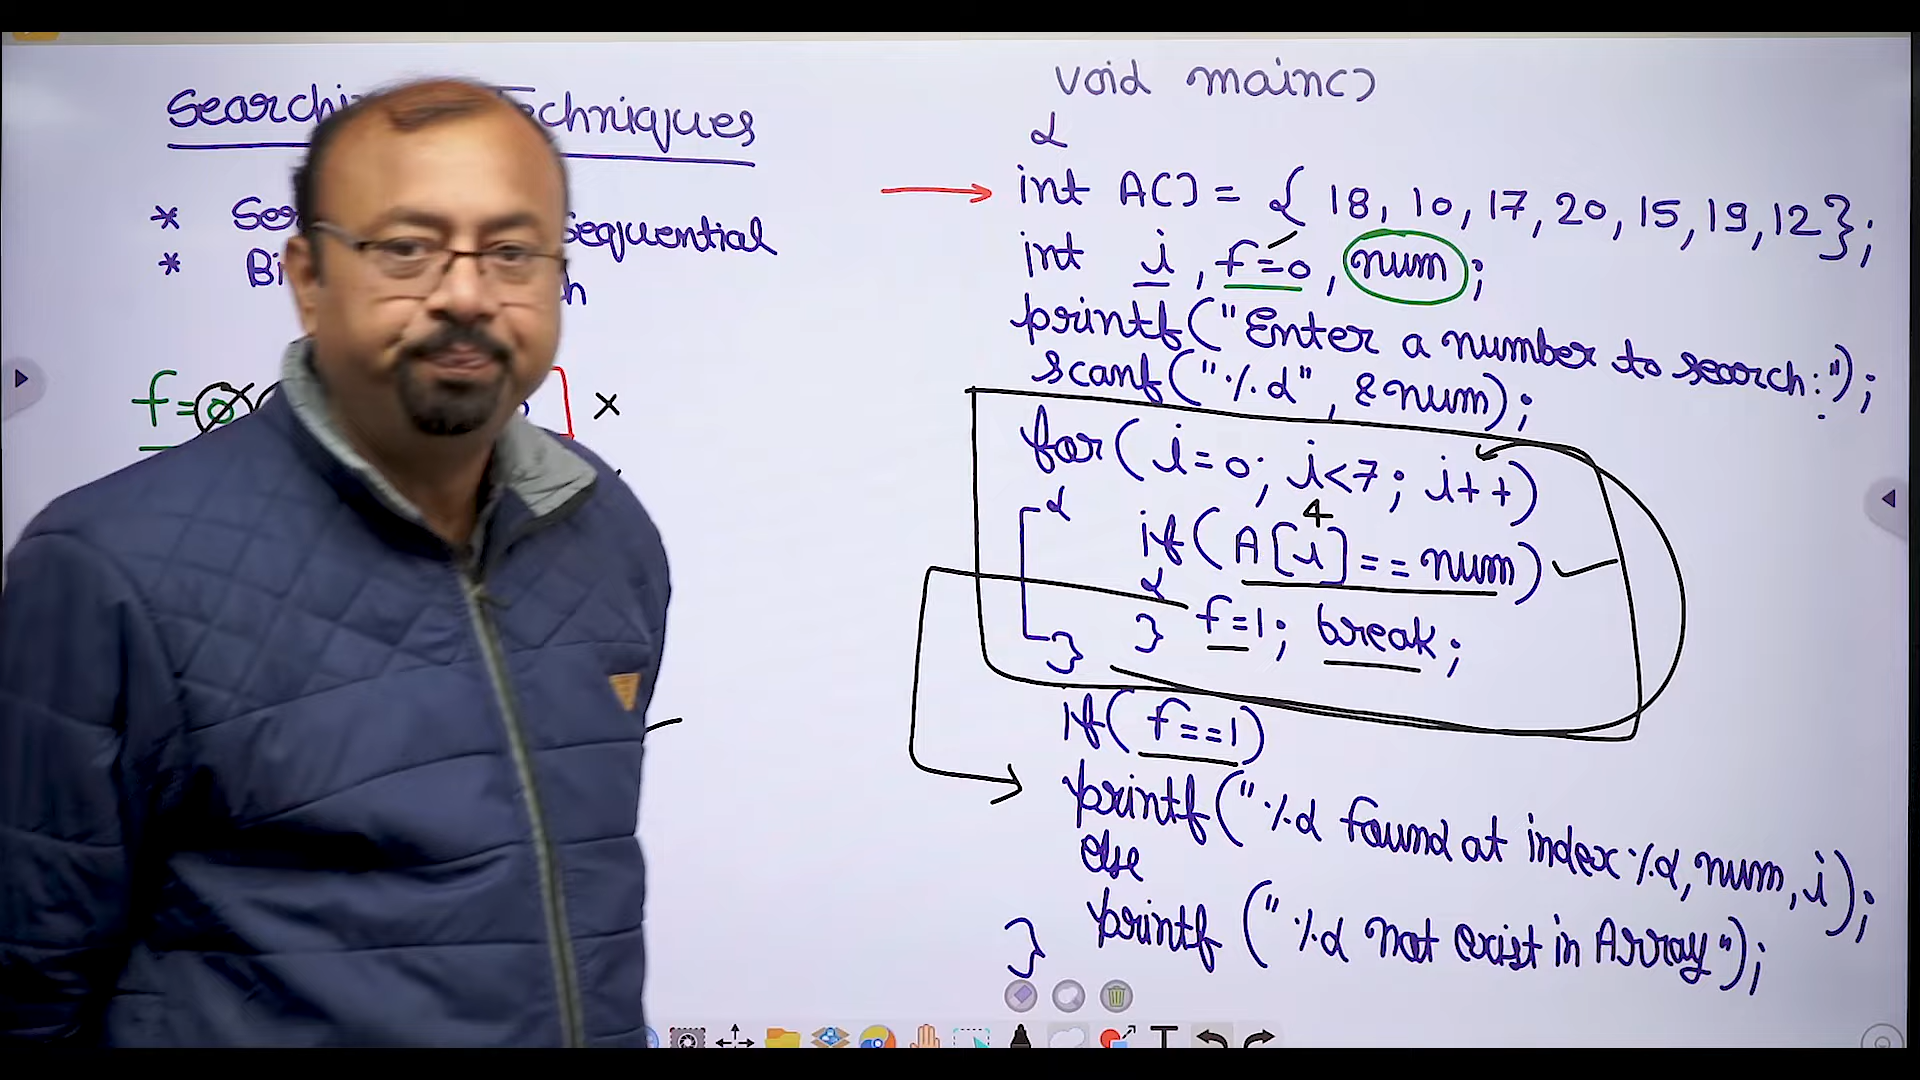 Searchi Techniques
* Ser Sequential
* Bi h
f=0
×
void main()
{
int A[] = { 18, 10, 17, 20, 15, 19, 12 };
int i, f=0, num;
printf("Enter a number to search:");
scanf("%d", &num);
for(i=0; i<7; i++)
{
4
if(A[i]==num)
{
f=1; break;
}
}
if(f==1)
printf("%d found at index %d, num, i);
else
printf ("%d not exist in Array");
}